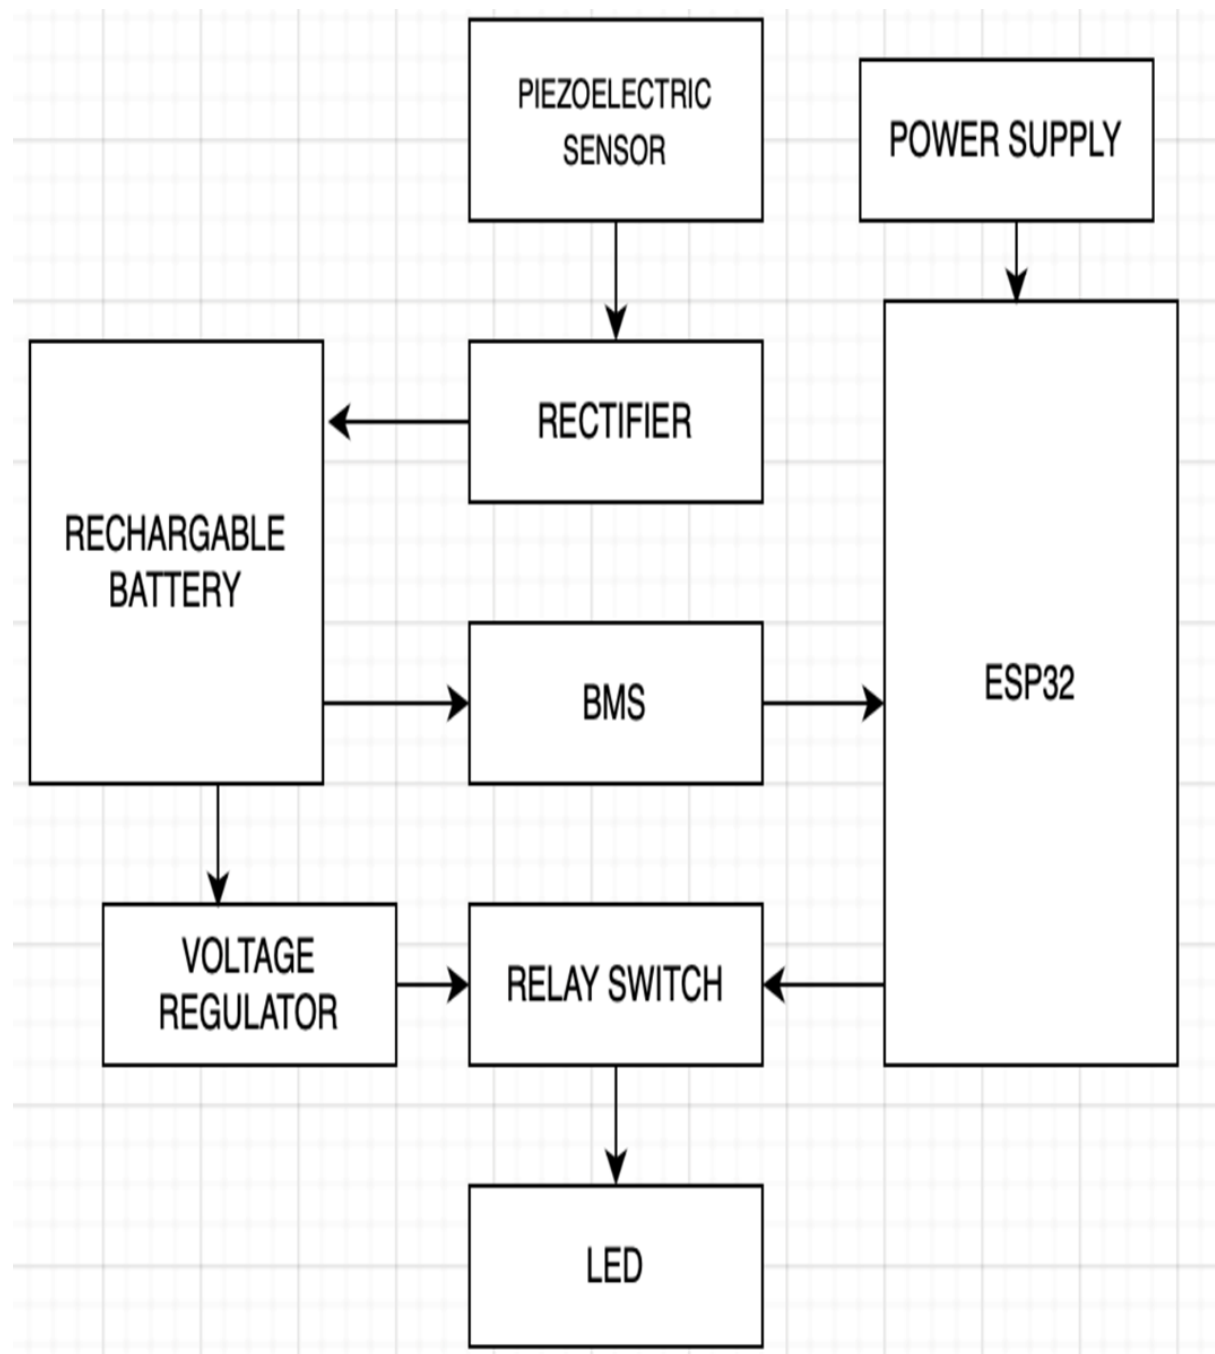 PIEZOELECTRIC
SENSOR
POWER SUPPLY
RECTIFIER
RECHARGABLE
BATTERY
BMS
ESP32
VOLTAGE
REGULATOR
RELAY SWITCH
LED